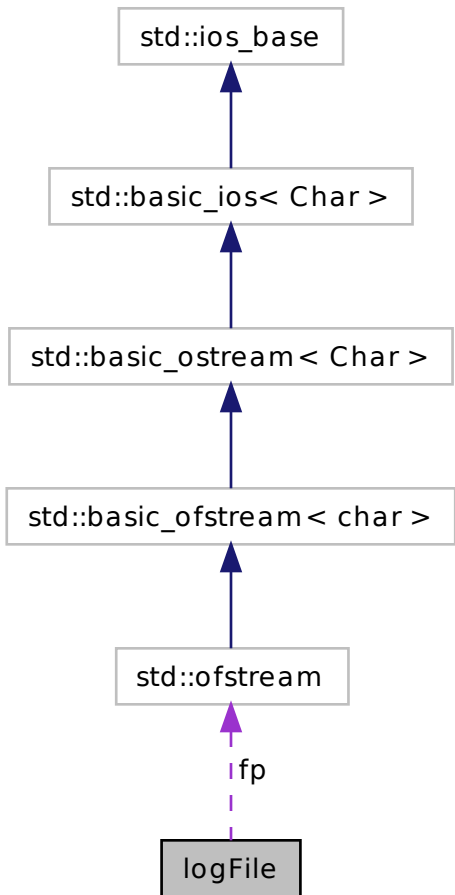 std::ios_base
std::basic_ios< Char >
std::basic_ostream< Char >
std::basic_ofstream< char >
std::ofstream
fp
logFile